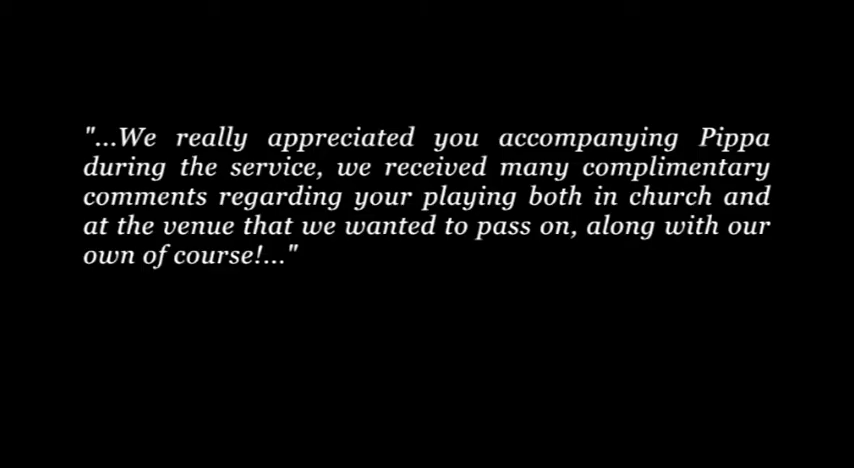 "...We really appreciated you accompanying Pippa
during the service, we received many complimentary
comments regarding your playing both in church and
at the venue that we wanted to pass on, along with our
own of course!..."